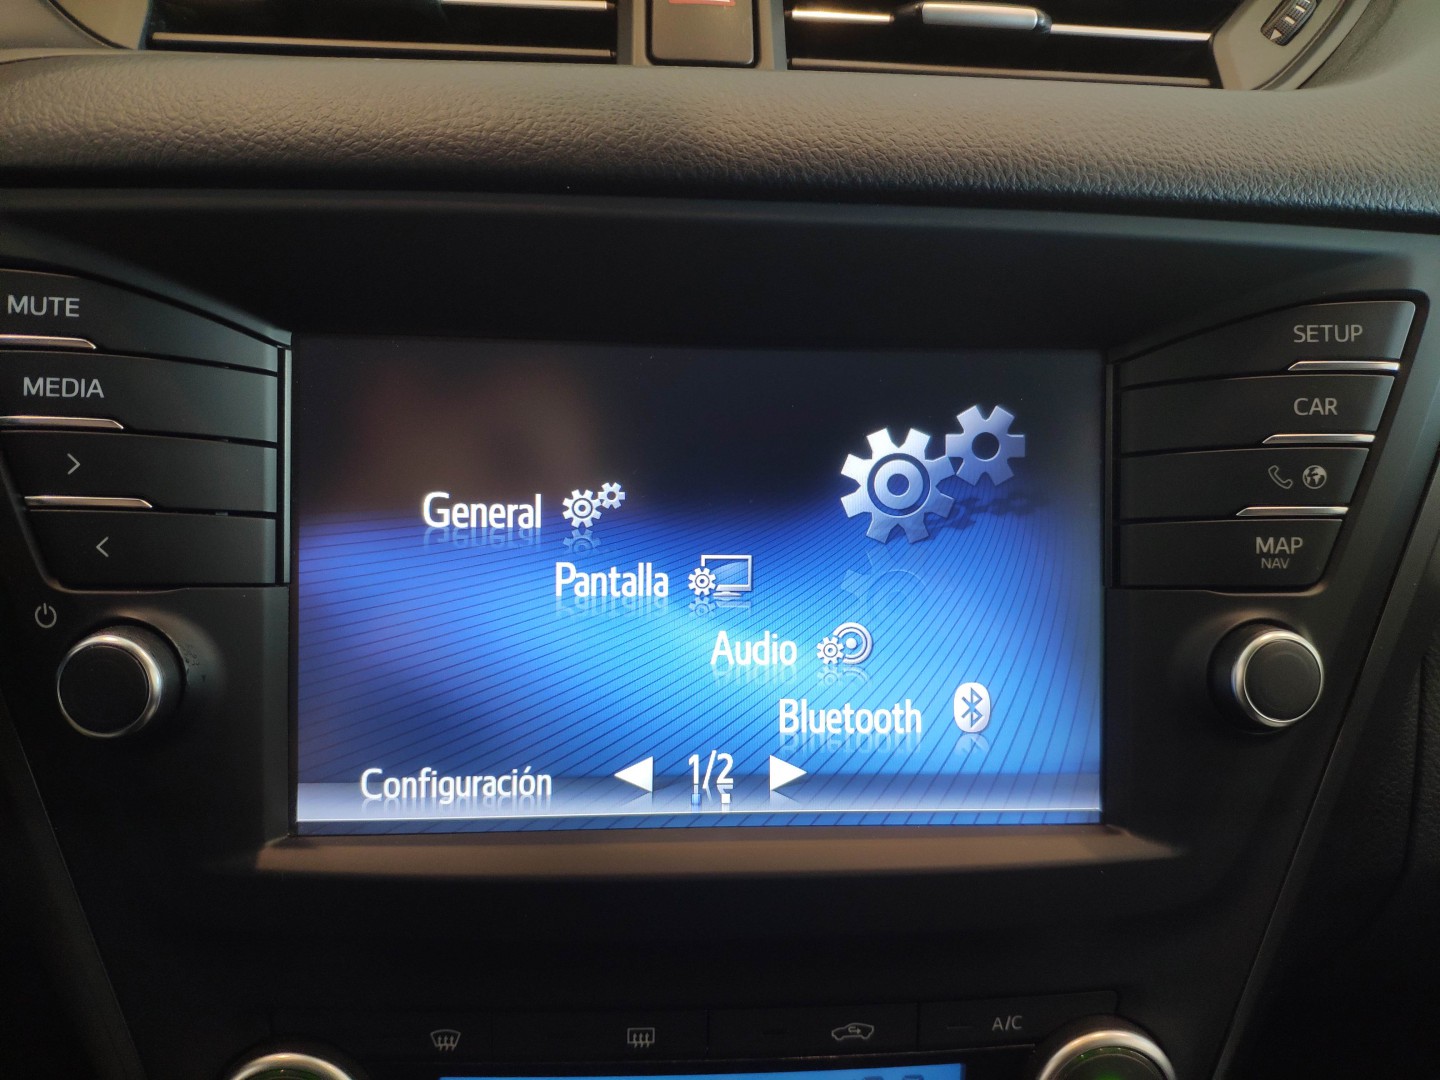 MUTE
MEDIA
>
<
SETUP
CAR
MAP
NAV
General
Pantalla
Audio
Bluetooth
Configuración
1/2
A/C